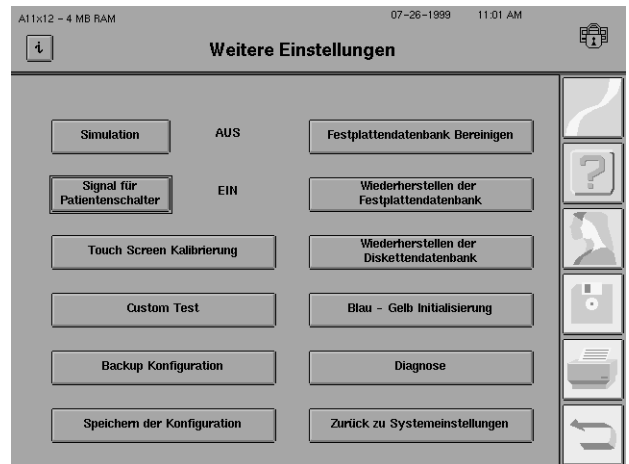 A11x12 – 4 MB RAM
07–26–1999 11:01 AM
i
Weitere Einstellungen
Simulation
AUS
Signal für
Patientenschalter
EIN
Touch Screen Kalibrierung
Custom Test
Backup Konfiguration
Speichern der Konfiguration
Festplattendatenbank Bereinigen
Wiederherstellen der
Festplattendatenbank
Wiederherstellen der
Diskettendatenbank
Blau – Gelb Initialisierung
Diagnose
Zurück zu Systemeinstellungen
?